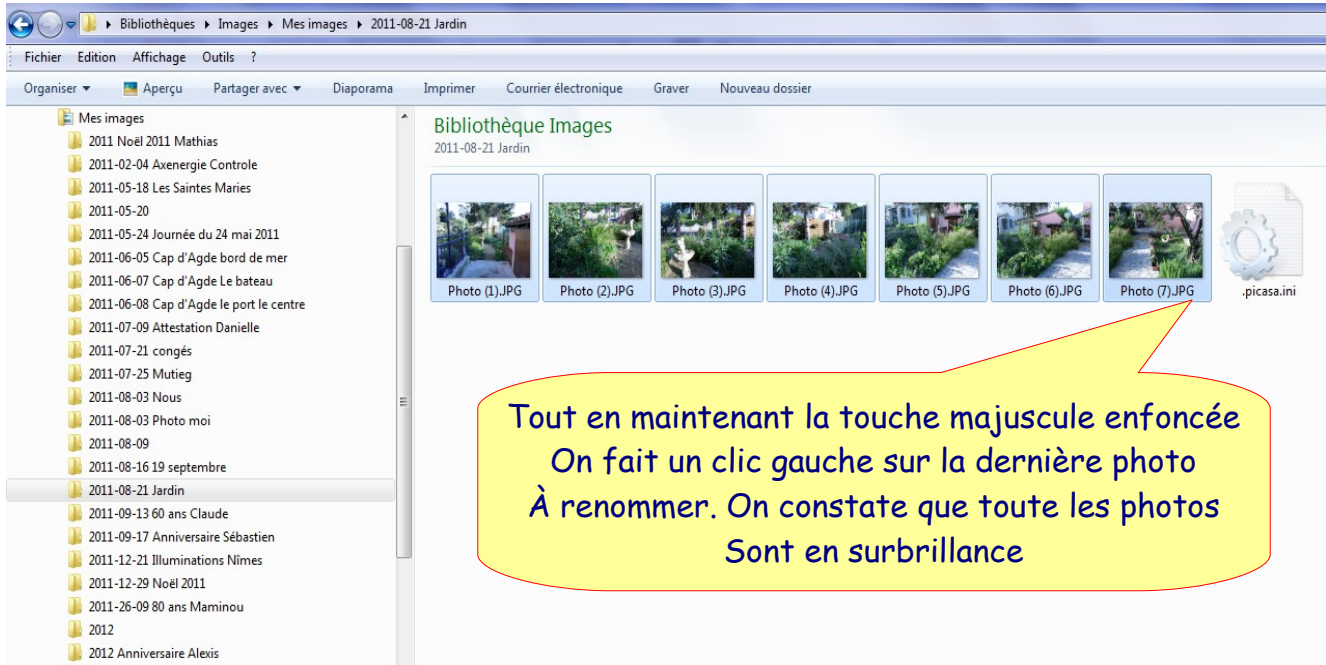 Bibliothèques ▸ Images ▸ Mes images ▸ 2011-08-21 Jardin
Fichier Edition Affichage Outils ?
Organiser ▾ Aperçu Partager avec ▾ Diaporama Imprimer Courrier électronique Graver Nouveau dossier
Mes images
2011 Noël 2011 Mathias
2011-02-04 Axenergie Controle
2011-05-18 Les Saintes Maries
2011-05-20
2011-05-24 Journée du 24 mai 2011
2011-06-05 Cap d'Agde bord de mer
2011-06-07 Cap d'Agde Le bateau
2011-06-08 Cap d'Agde le port le centre
2011-07-09 Attestation Danielle
2011-07-21 congés
2011-07-25 Mutieg
2011-08-03 Nous
2011-08-03 Photo moi
2011-08-09
2011-08-16 19 septembre
2011-08-21 Jardin
2011-09-13 60 ans Claude
2011-09-17 Anniversaire Sébastien
2011-12-21 Illuminations Nîmes
2011-12-29 Noël 2011
2011-26-09 80 ans Maminou
2012
2012 Anniversaire Alexis
Bibliothèque Images
2011-08-21 Jardin
Photo (1).JPG Photo (2).JPG Photo (3).JPG Photo (4).JPG Photo (5).JPG Photo (6).JPG Photo (7).JPG .picasa.ini
Tout en maintenant la touche majuscule enfoncée
On fait un clic gauche sur la dernière photo
À renommer. On constate que toute les photos
Sont en surbrillance